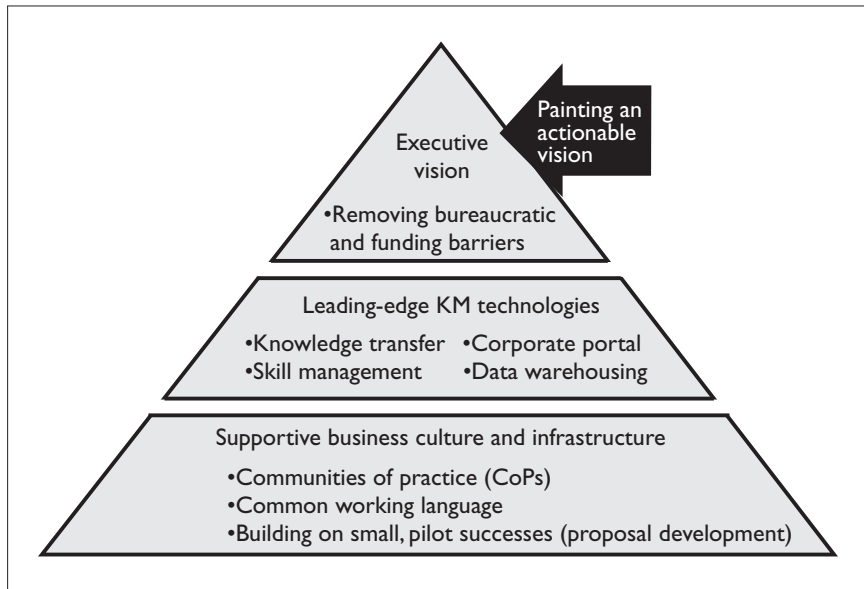 Painting an
actionable
vision
Executive
vision
•Removing bureaucratic
and funding barriers
Leading-edge KM technologies
•Knowledge transfer •Corporate portal
•Skill management •Data warehousing
Supportive business culture and infrastructure
•Communities of practice (CoPs)
•Common working language
•Building on small, pilot successes (proposal development)